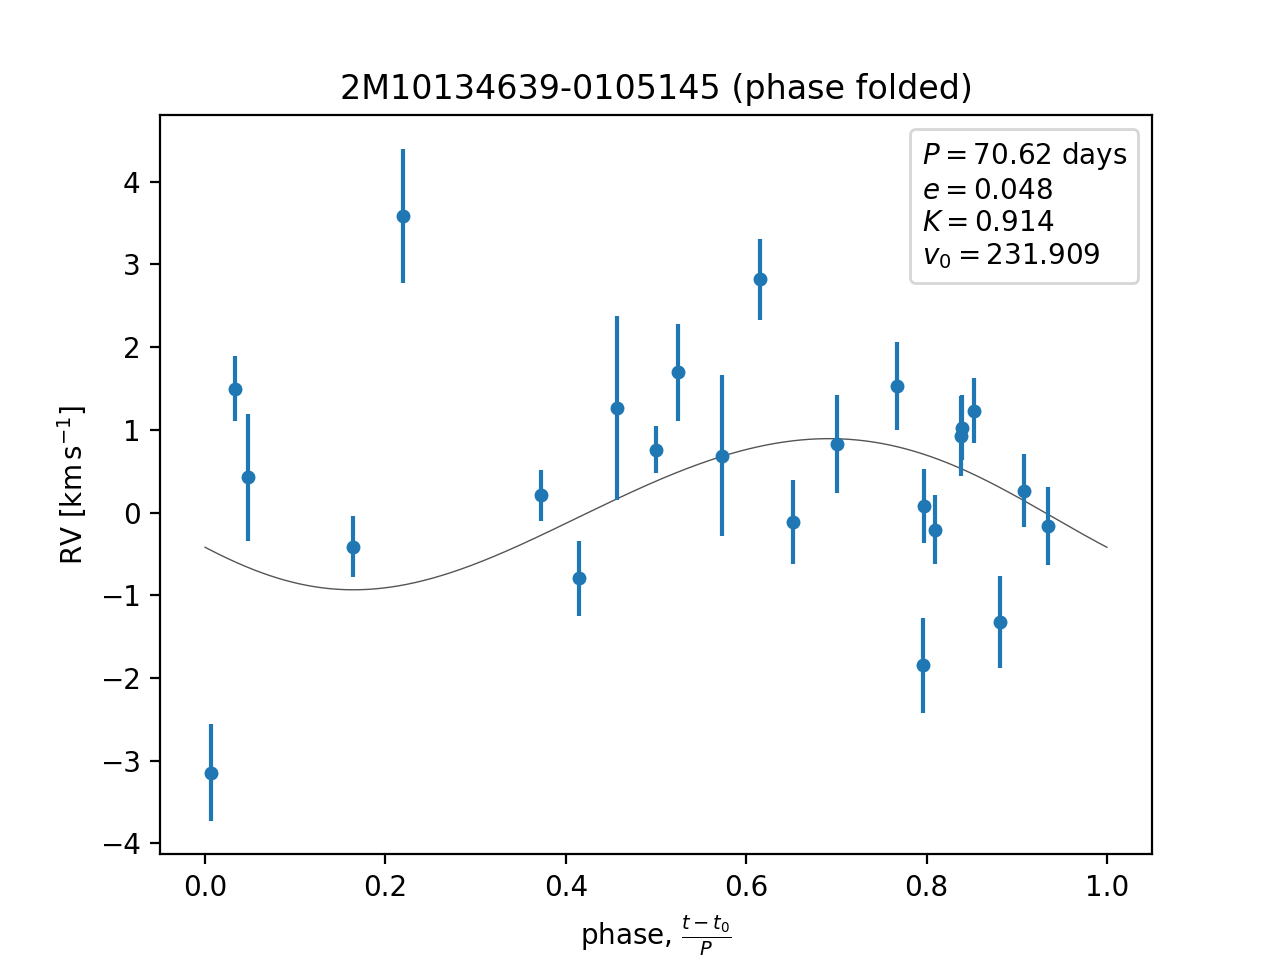 2M10134639-0105145 (phase folded)
P = 70.62 days
e = 0.048
K = 0.914
v₀ = 231.909
RV [km s⁻¹]
4
3
2
1
0
−1
−2
−3
−4
0.0 0.2 0.4 0.6 0.8 1.0
phase, (t − t₀)/P